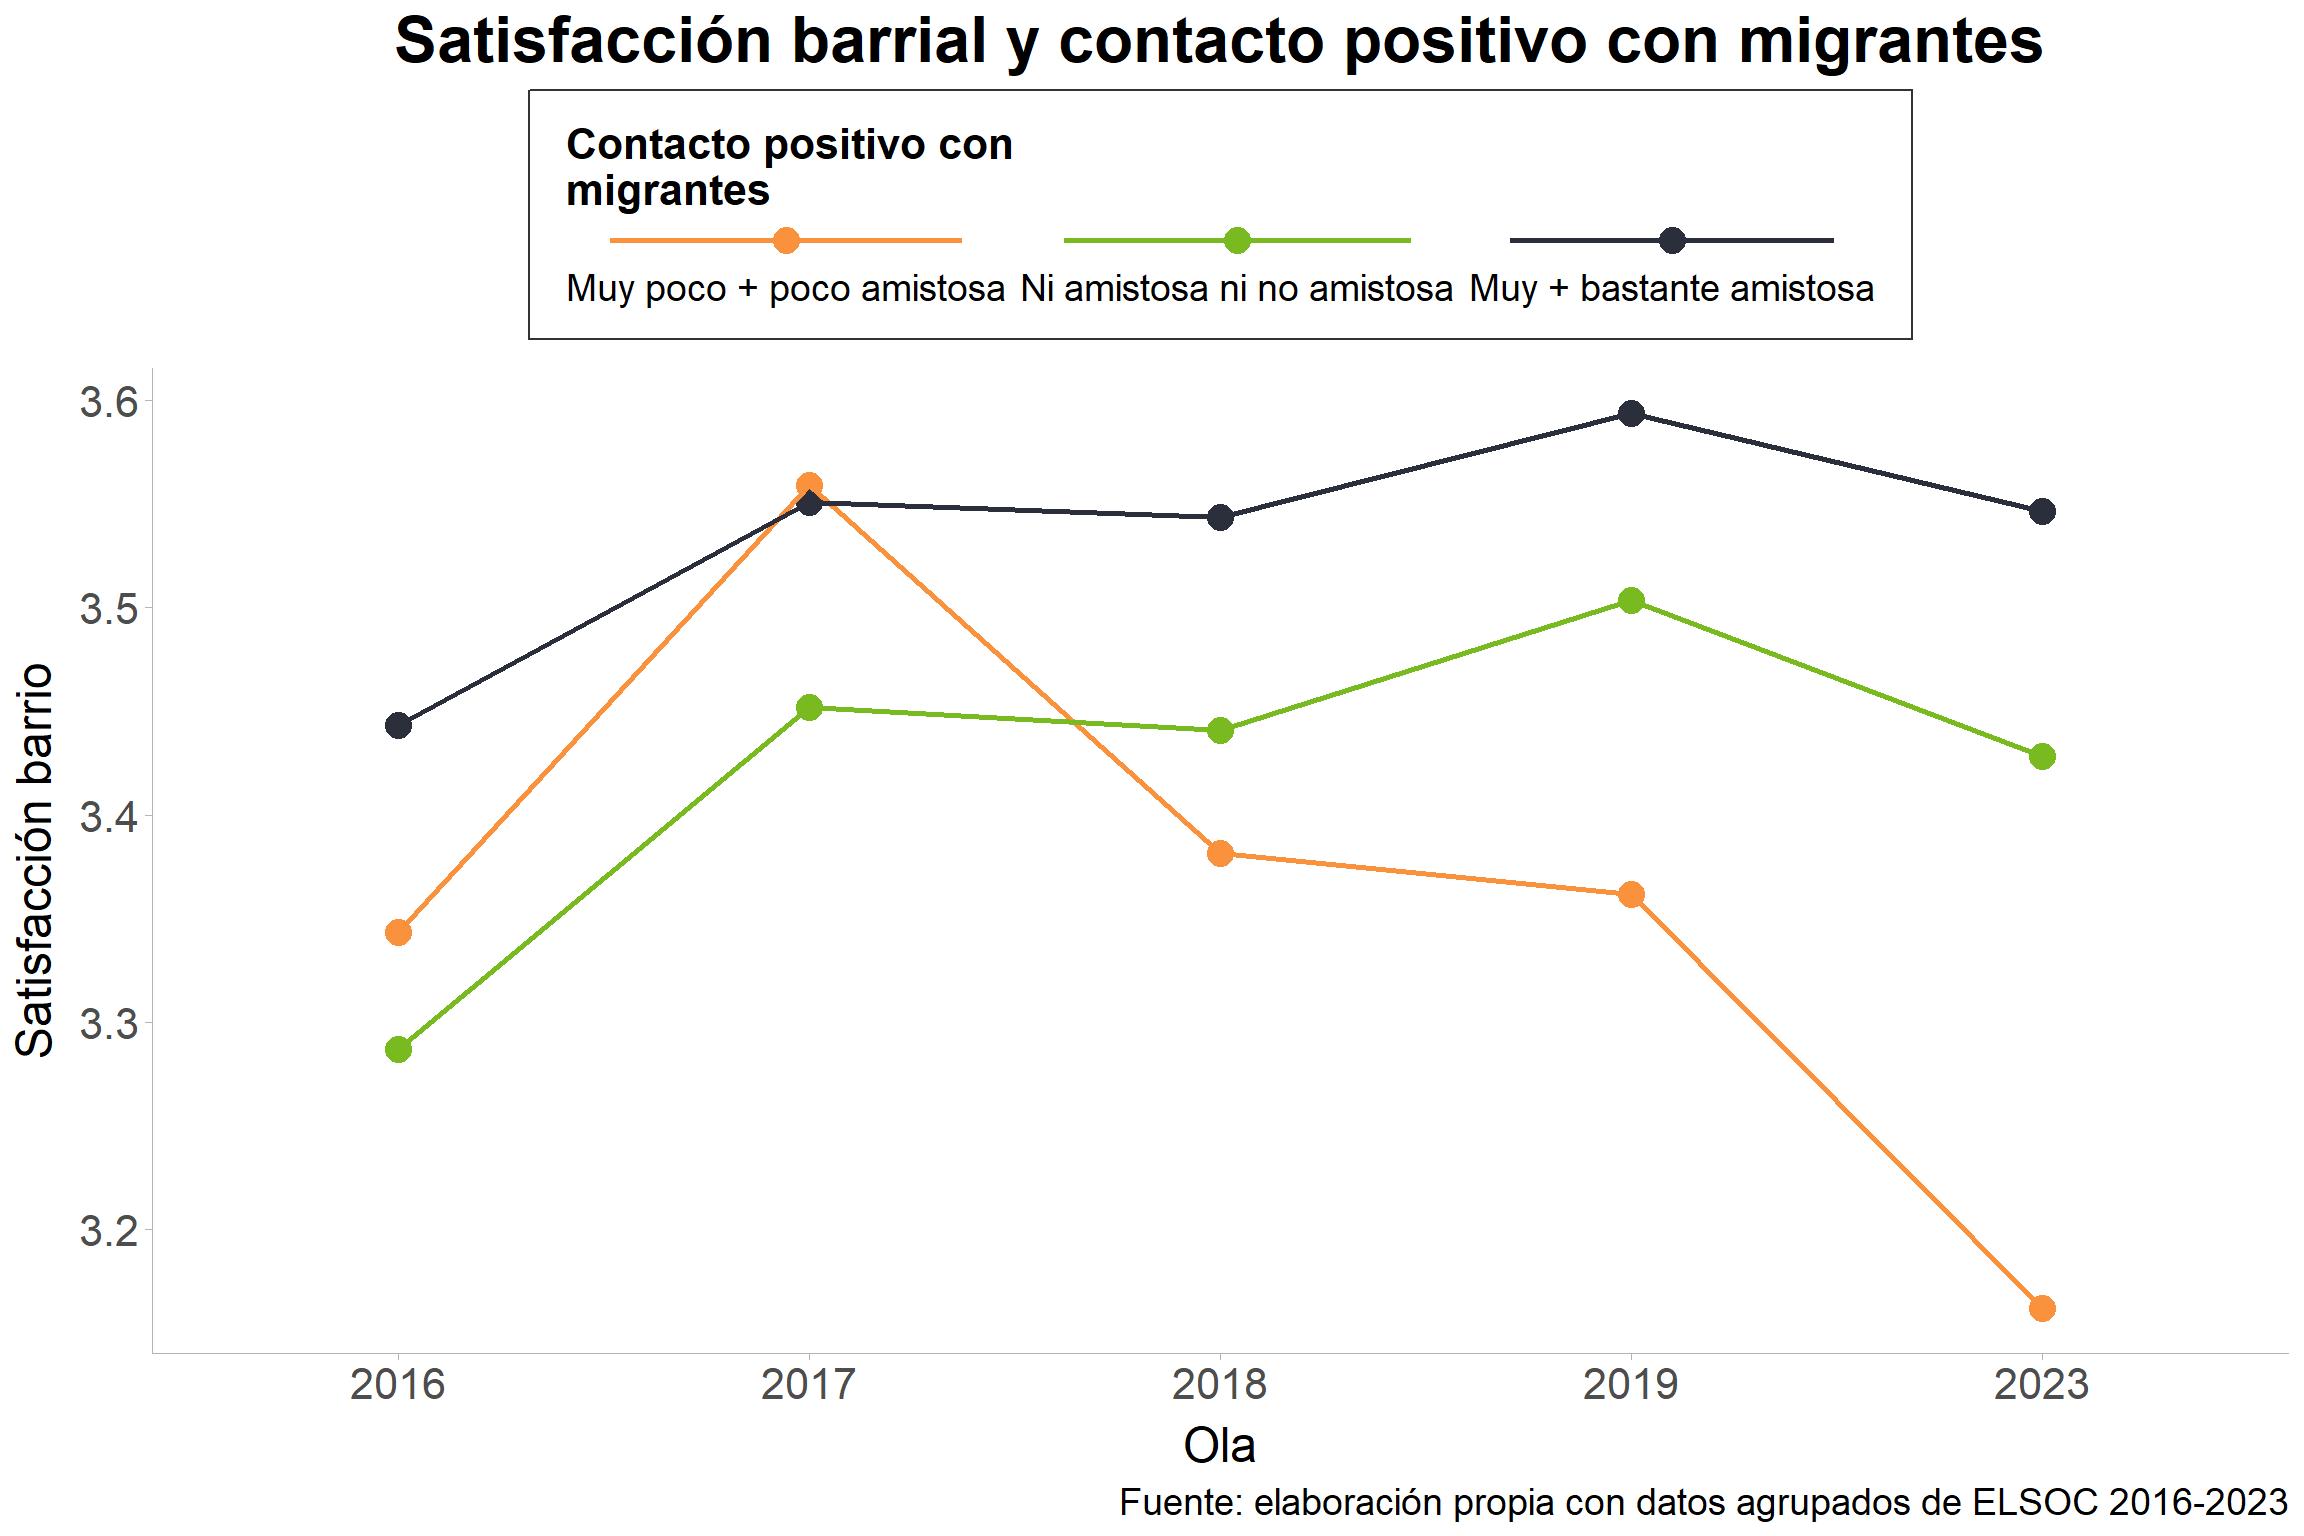 Satisfacción barrial y contacto positivo con migrantes
Contacto positivo con
migrantes
Muy poco + poco amistosa Ni amistosa ni no amistosa Muy + bastante amistosa
3.6
3.5
3.4
3.3
3.2
Satisfacción barrio
2016 2017 2018 2019 2023
Ola
Fuente: elaboración propia con datos agrupados de ELSOC 2016-2023